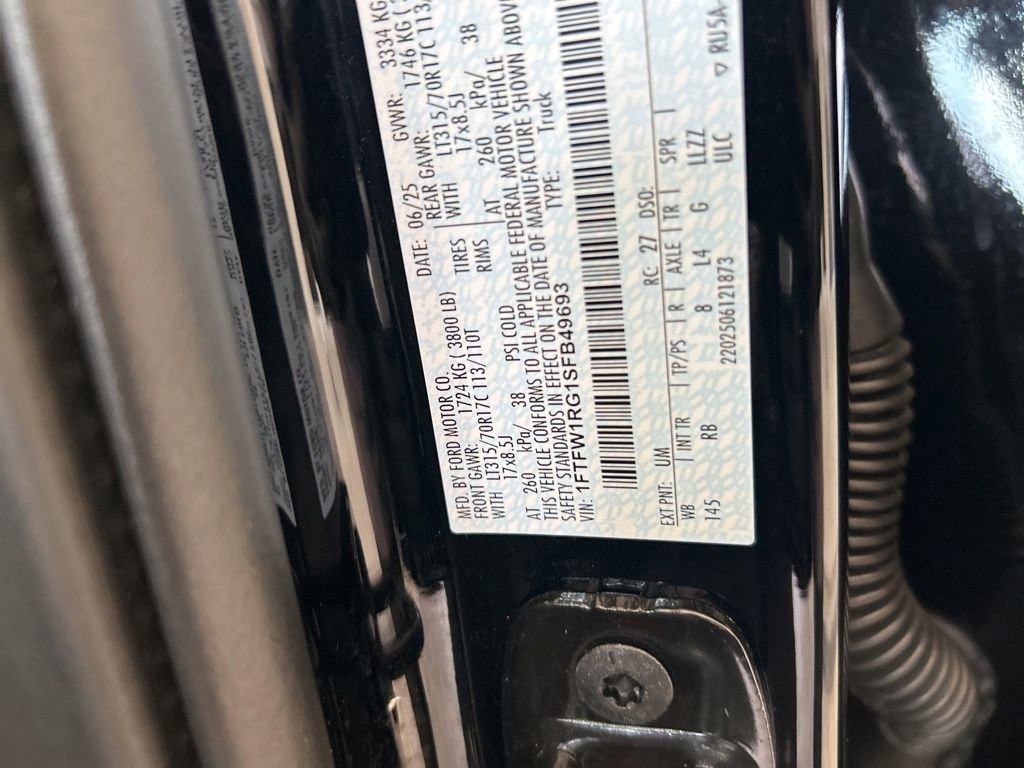 MFD. BY FORD MOTOR CO. DATE: 06/25 GVWR: 3334 KG
FRONT GAWR: 1724 KG ( 3800 LB) REAR GAWR: 1746 KG (
WITH LT315/70R17C 113/110T TIRES WITH LT315/70R17C 113/
17x8.5J RIMS 17x8.5J
AT 260 kPa/ 38 PSI COLD AT 260 kPa/ 38
THIS VEHICLE CONFORMS TO ALL APPLICABLE FEDERAL MOTOR VEHICLE
SAFETY STANDARDS IN EFFECT ON THE DATE OF MANUFACTURE SHOWN ABOVE
VIN: 1FTFW1RG1SFB49693 TYPE: Truck
EXT PNT: UM RC: 27 DSO:
WB | INT TR | TP/PS | R | AXLE | TR | SPR |
145 RB 8 L4 G LLZZ
2202506121873 ULC ▽ RU5A